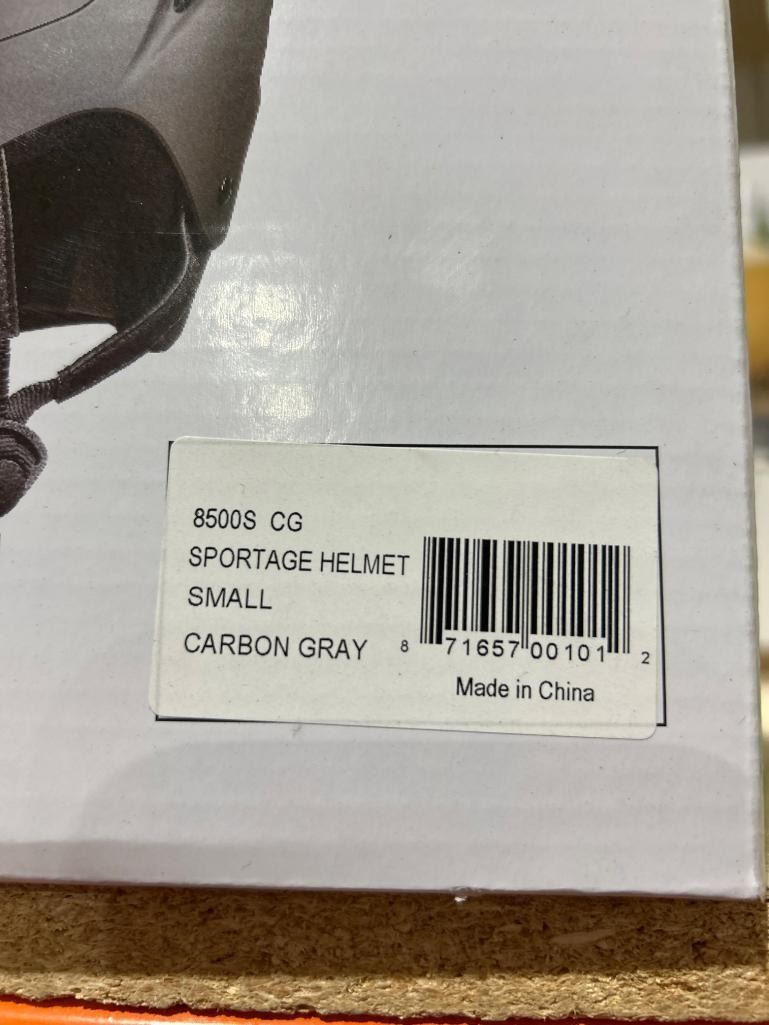 8500S CG
SPORTAGE HELMET
SMALL
CARBON GRAY
8 71657 00101 2
Made in China